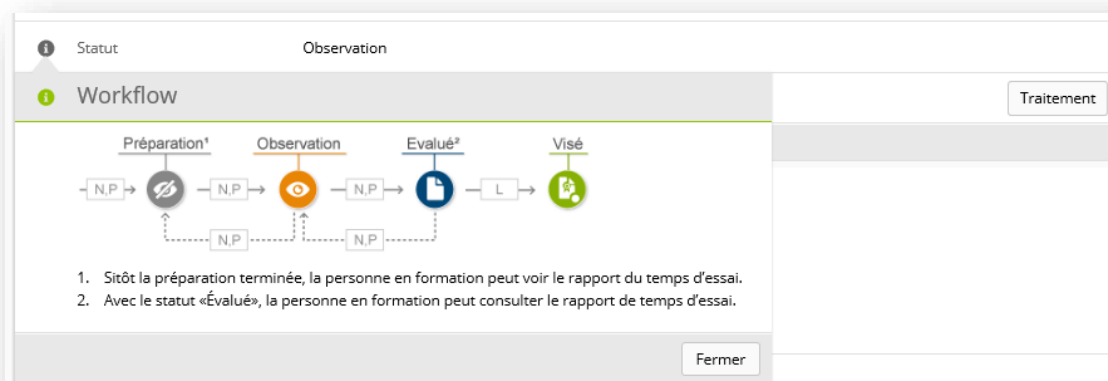 Statut Observation
Workflow
Traitement
Préparation¹ Observation Evalué² Visé
N,P N,P N,P L
N,P N,P
1. Sitôt la préparation terminée, la personne en formation peut voir le rapport du temps d'essai.
2. Avec le statut «Évalué», la personne en formation peut consulter le rapport de temps d'essai.
Fermer